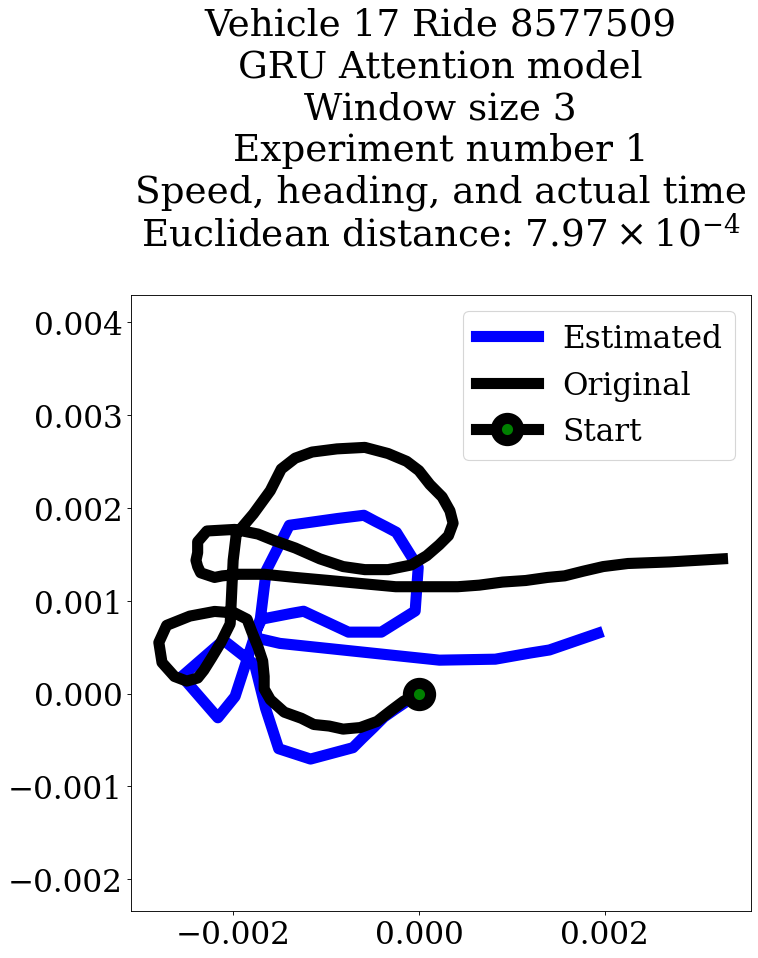 Vehicle 17 Ride 8577509
GRU Attention model
Window size 3
Experiment number 1
Speed, heading, and actual time
Euclidean distance: 7.97 × 10⁻⁴
Estimated
Original
Start
0.004
0.003
0.002
0.001
0.000
−0.001
−0.002
−0.002 0.000 0.002